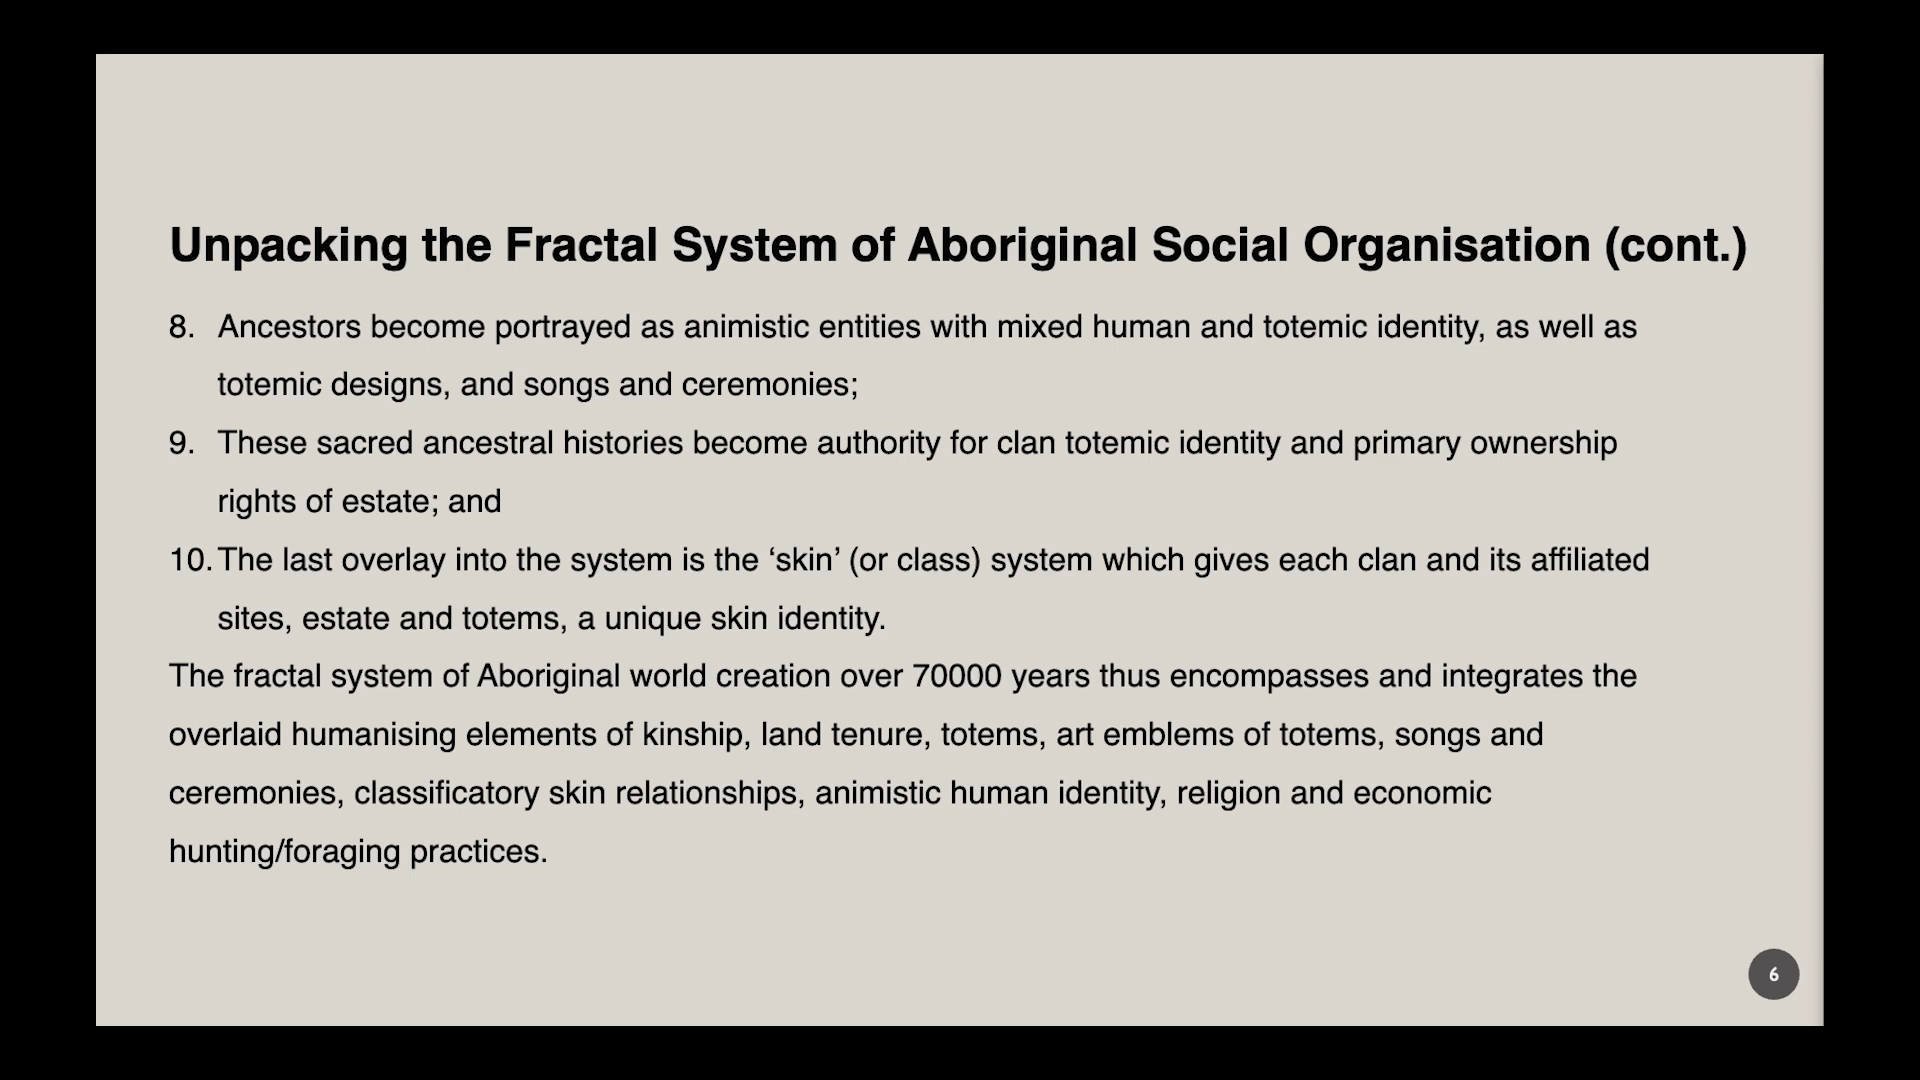 Unpacking the Fractal System of Aboriginal Social Organisation (cont.)
8. Ancestors become portrayed as animistic entities with mixed human and totemic identity, as well as
totemic designs, and songs and ceremonies;
9. These sacred ancestral histories become authority for clan totemic identity and primary ownership
rights of estate; and
10. The last overlay into the system is the ‘skin’ (or class) system which gives each clan and its affiliated
sites, estate and totems, a unique skin identity.
The fractal system of Aboriginal world creation over 70000 years thus encompasses and integrates the
overlaid humanising elements of kinship, land tenure, totems, art emblems of totems, songs and
ceremonies, classificatory skin relationships, animistic human identity, religion and economic
hunting/foraging practices.
6